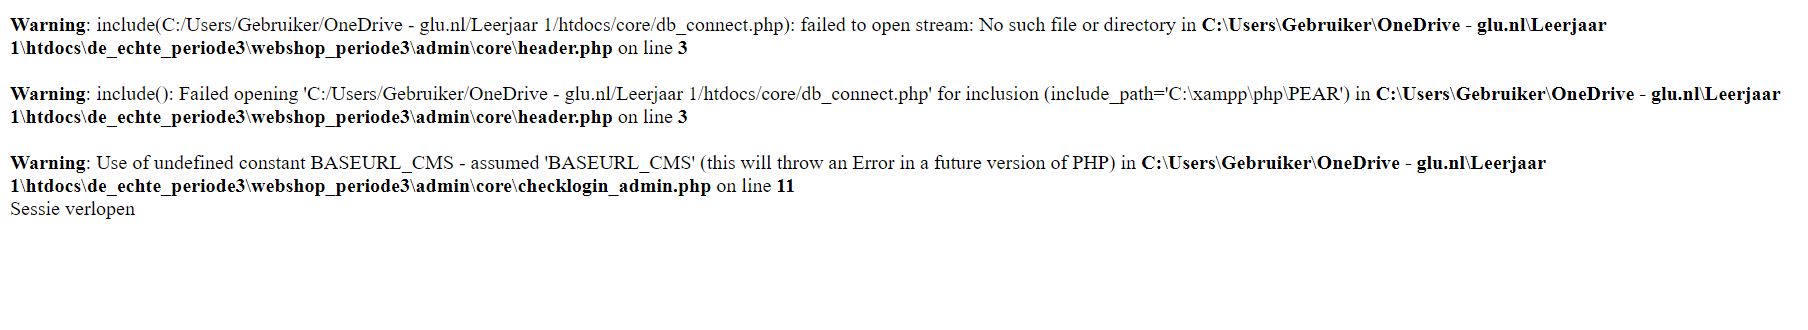 Warning: include(C:/Users/Gebruiker/OneDrive - glu.nl/Leerjaar 1/htdocs/core/db_connect.php): failed to open stream: No such file or directory in C:\Users\Gebruiker\OneDrive - glu.nl\Leerjaar
1\htdocs\de_echte_periode3\webshop_periode3\admin\core\header.php on line 3
Warning: include(): Failed opening 'C:/Users/Gebruiker/OneDrive - glu.nl/Leerjaar 1/htdocs/core/db_connect.php' for inclusion (include_path='C:\xampp\php\PEAR') in C:\Users\Gebruiker\OneDrive - glu.nl\Leerjaar
1\htdocs\de_echte_periode3\webshop_periode3\admin\core\header.php on line 3
Warning: Use of undefined constant BASEURL_CMS - assumed 'BASEURL_CMS' (this will throw an Error in a future version of PHP) in C:\Users\Gebruiker\OneDrive - glu.nl\Leerjaar
1\htdocs\de_echte_periode3\webshop_periode3\admin\core\checklogin_admin.php on line 11
Sessie verlopen